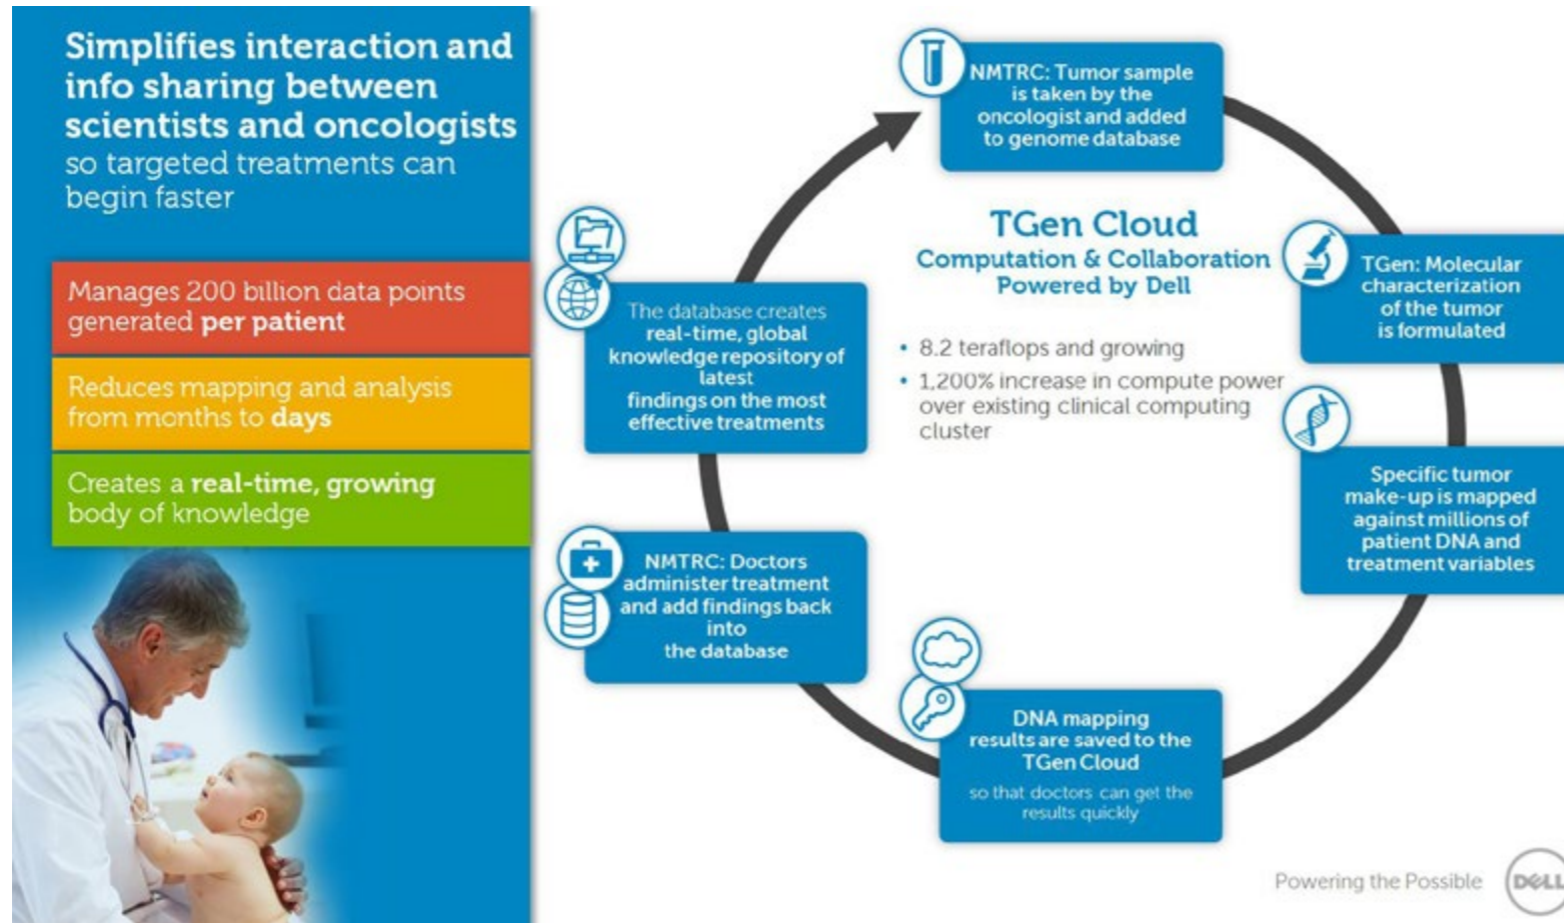 Simplifies interaction and
info sharing between
scientists and oncologists
so targeted treatments can
begin faster
Manages 200 billion data points
generated per patient
Reduces mapping and analysis
from months to days
Creates a real-time, growing
body of knowledge
NMTRC: Tumor sample
is taken by the
oncologist and added
to genome database
TGen Cloud
Computation & Collaboration
Powered by Dell
• 8.2 teraflops and growing
• 1,200% increase in compute power
over existing clinical computing
cluster
TGen: Molecular
characterization
of the tumor
is formulated
Specific tumor
make-up is mapped
against millions of
patient DNA and
treatment variables
DNA mapping
results are saved to the
TGen Cloud
so that doctors can get the
results quickly
NMTRC: Doctors
administer treatment
and add findings back
into
the database
The database creates
real-time, global
knowledge repository of
latest
findings on the most
effective treatments
Powering the Possible
DELL